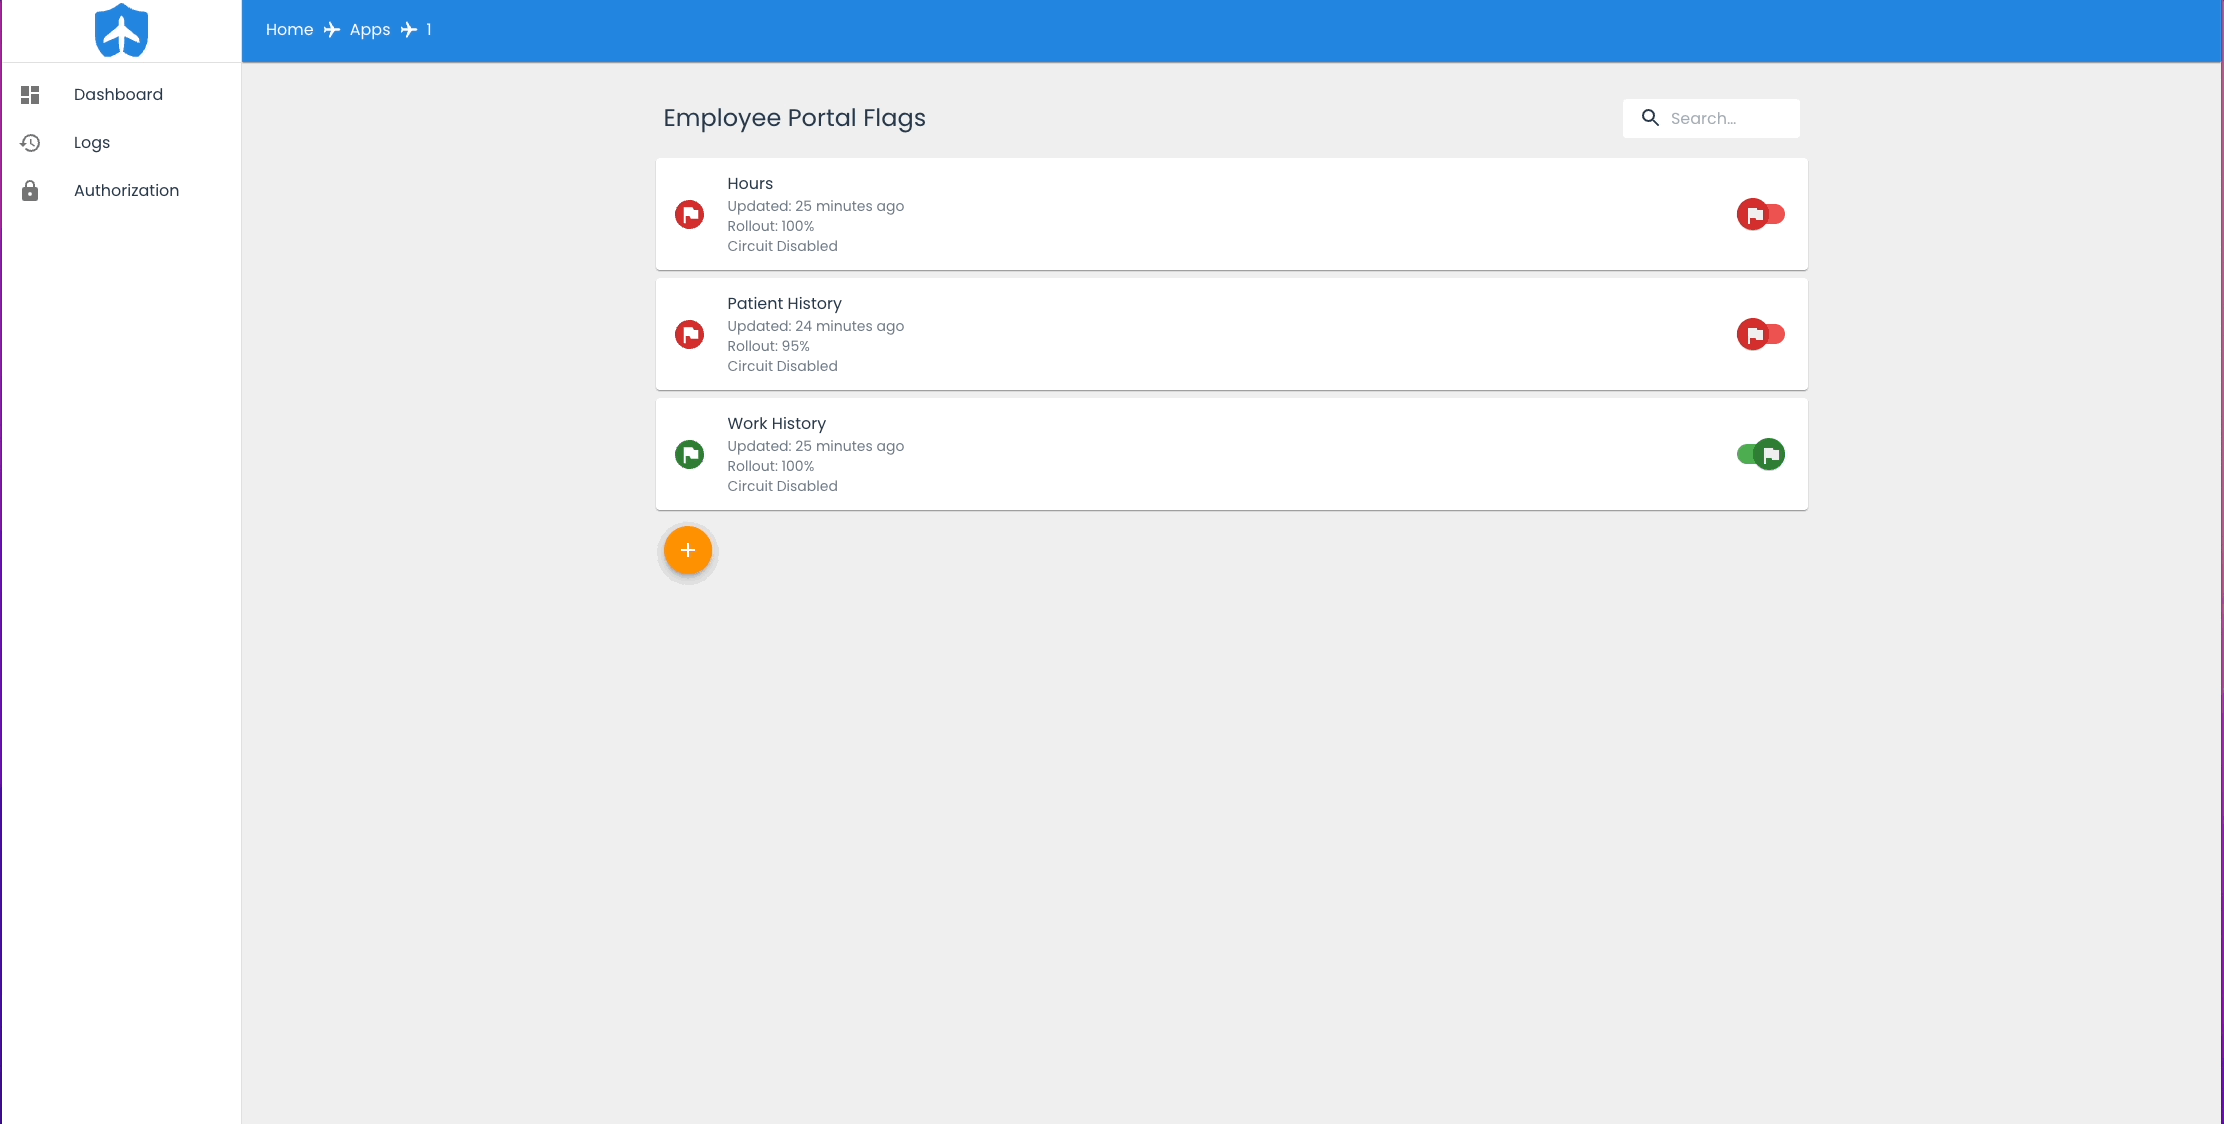 Home Apps 1
Dashboard
Logs
Authorization
Employee Portal Flags
Search...
Hours
Updated: 25 minutes ago
Rollout: 100%
Circuit Disabled
Patient History
Updated: 24 minutes ago
Rollout: 95%
Circuit Disabled
Work History
Updated: 25 minutes ago
Rollout: 100%
Circuit Disabled